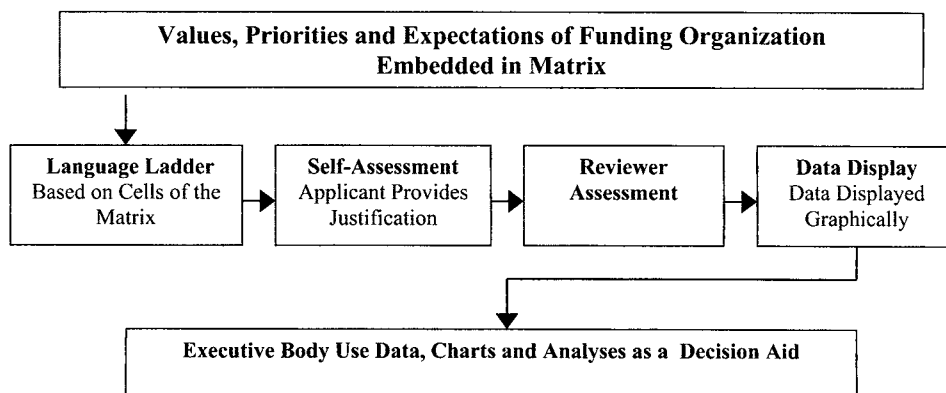 Values, Priorities and Expectations of Funding Organization
Embedded in Matrix
Language Ladder
Based on Cells of the
Matrix
Self-Assessment
Applicant Provides
Justification
Reviewer
Assessment
Data Display
Data Displayed
Graphically
Executive Body Use Data, Charts and Analyses as a Decision Aid